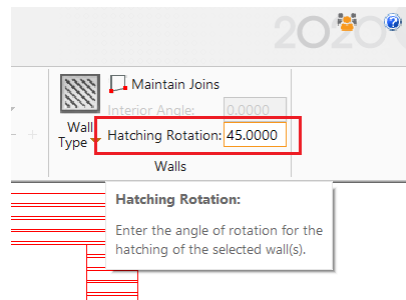 2020
Maintain Joins
Interior Angle: 0.0000
Wall Type
Hatching Rotation: 45.0000
Walls
Hatching Rotation:
Enter the angle of rotation for the
hatching of the selected wall(s).